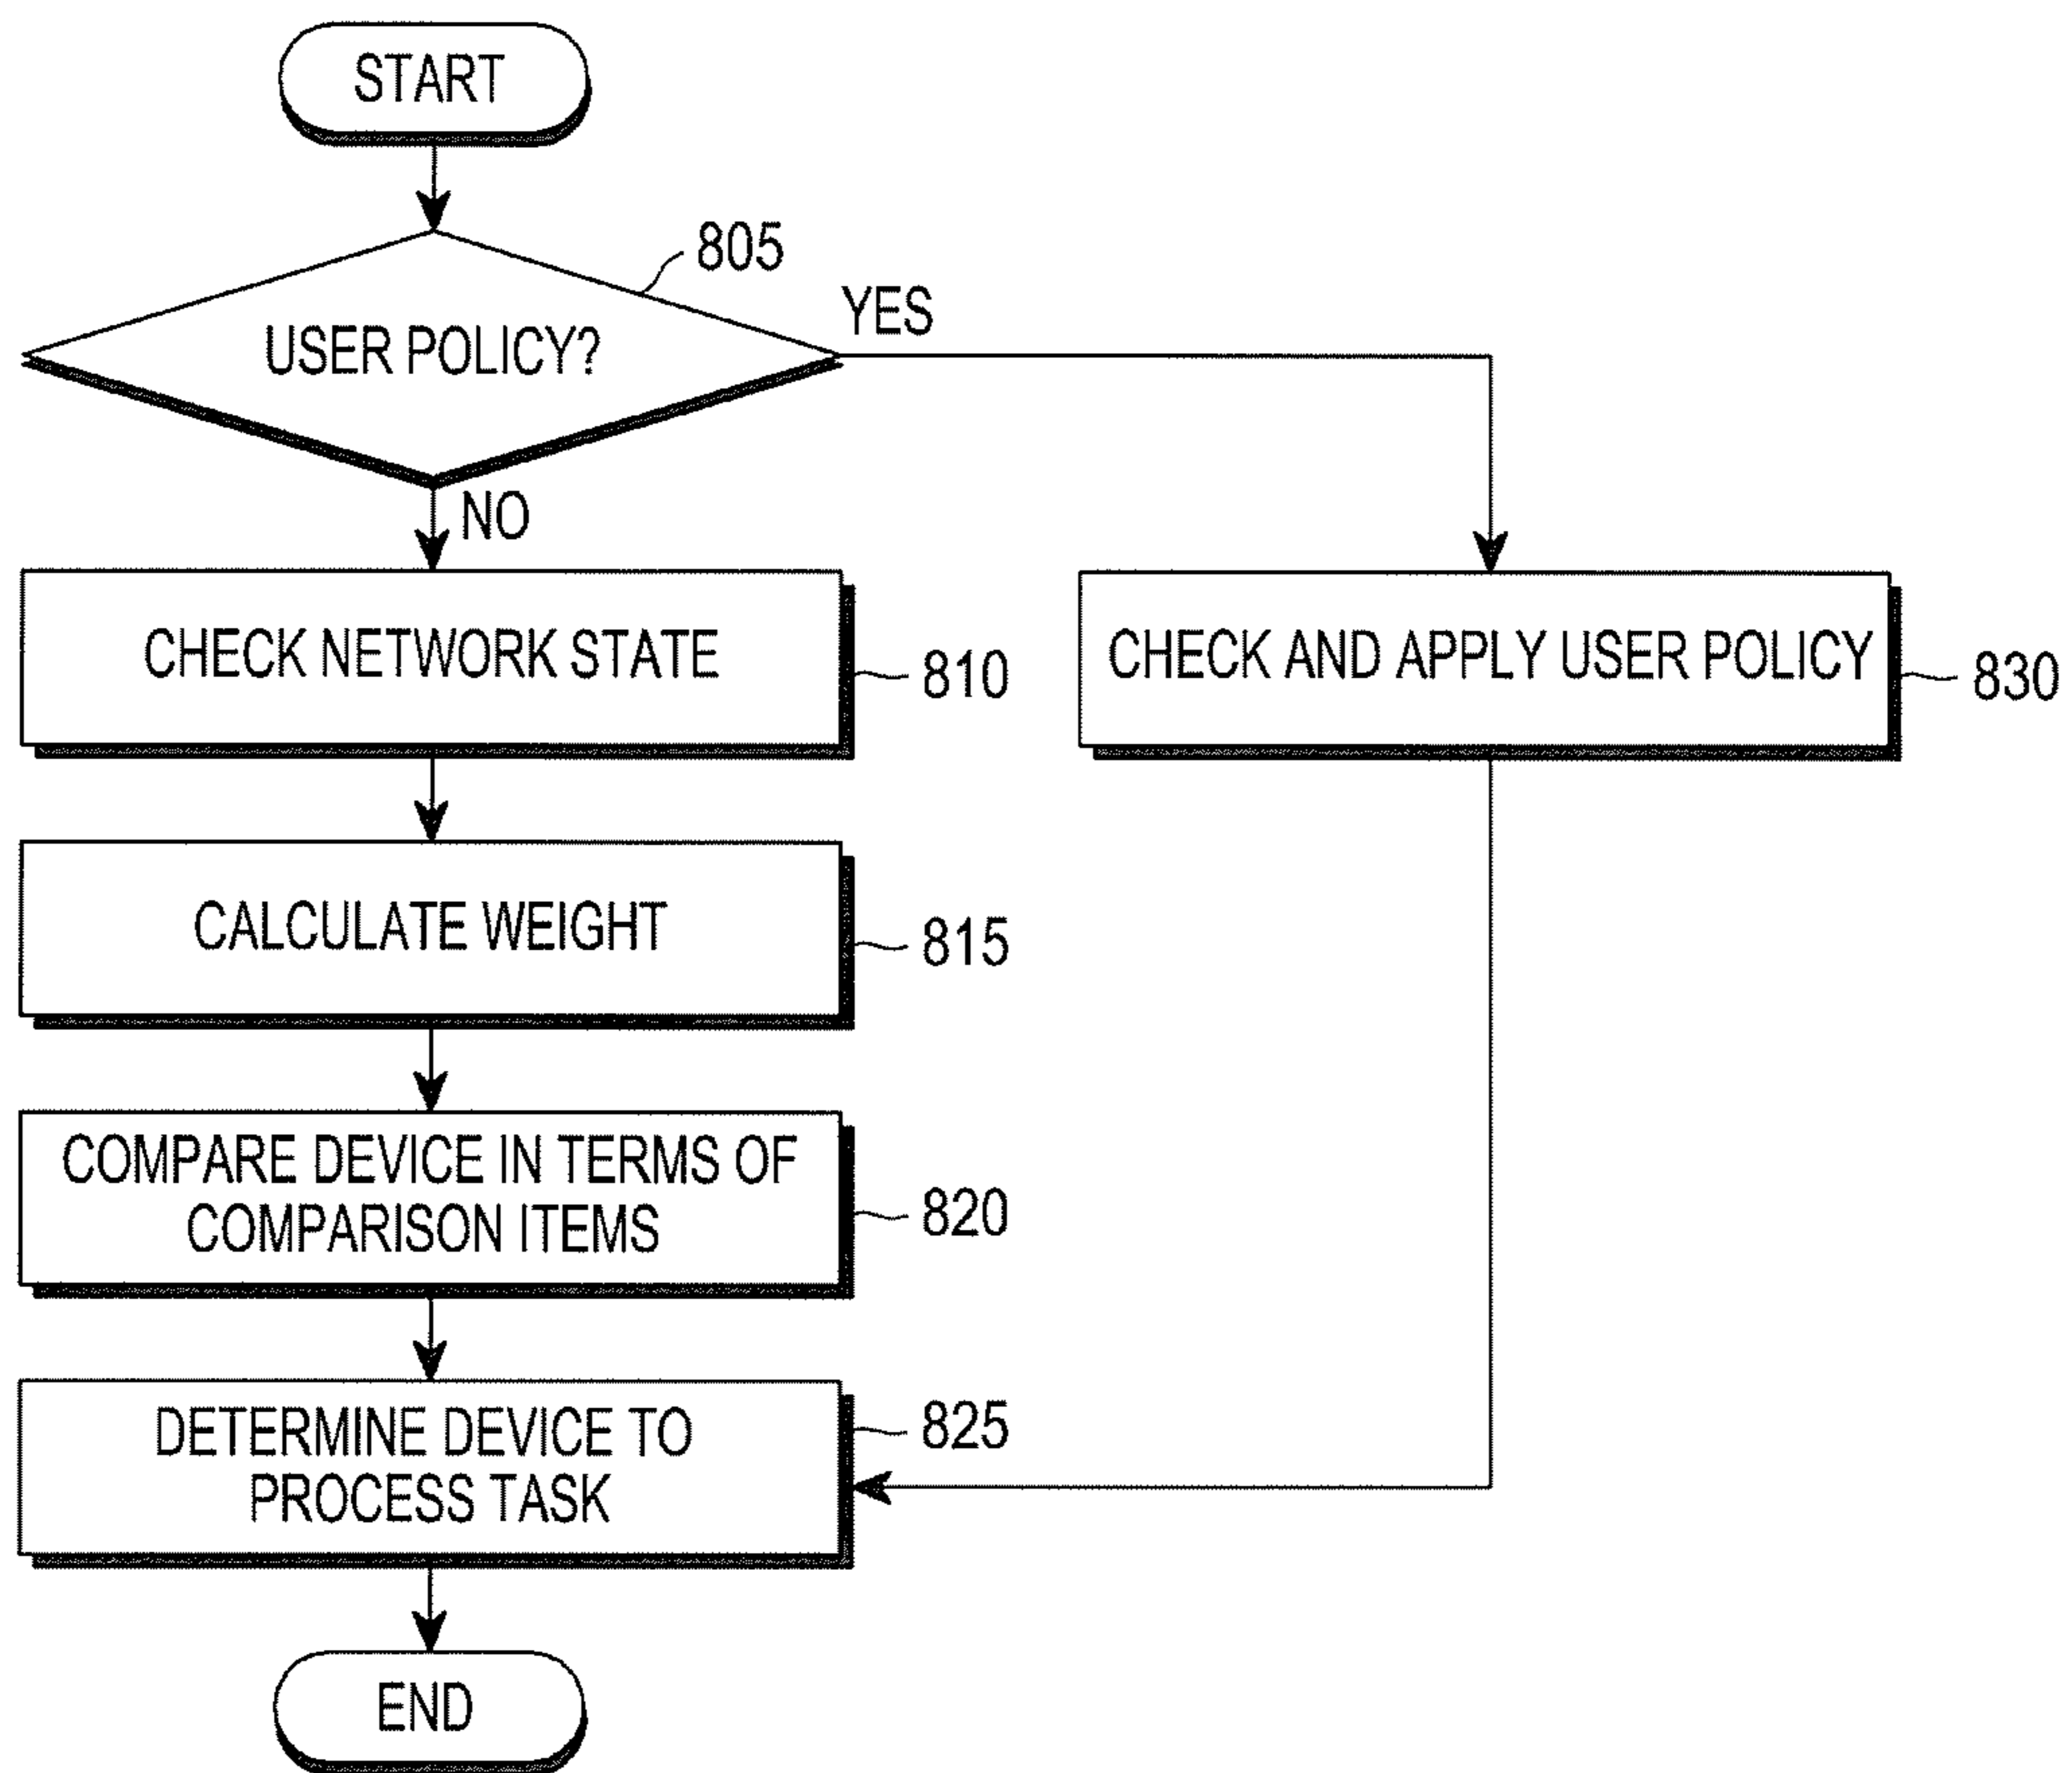 START
805
YES
USER POLICY?
NO
CHECK NETWORK STATE
810
CHECK AND APPLY USER POLICY
830
CALCULATE WEIGHT
815
COMPARE DEVICE IN TERMS OF
COMPARISON ITEMS
820
DETERMINE DEVICE TO
PROCESS TASK
825
END